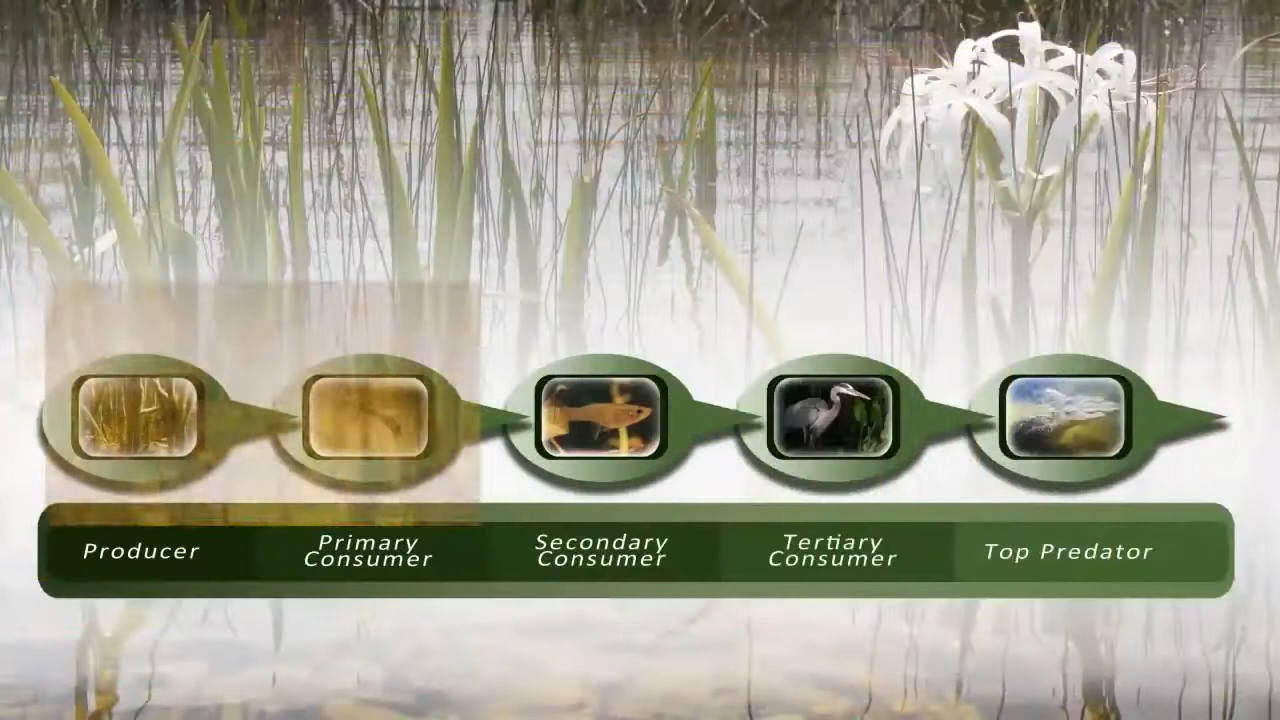 Producer
Primary
Consumer
Secondary
Consumer
Tertiary
Consumer
Top Predator